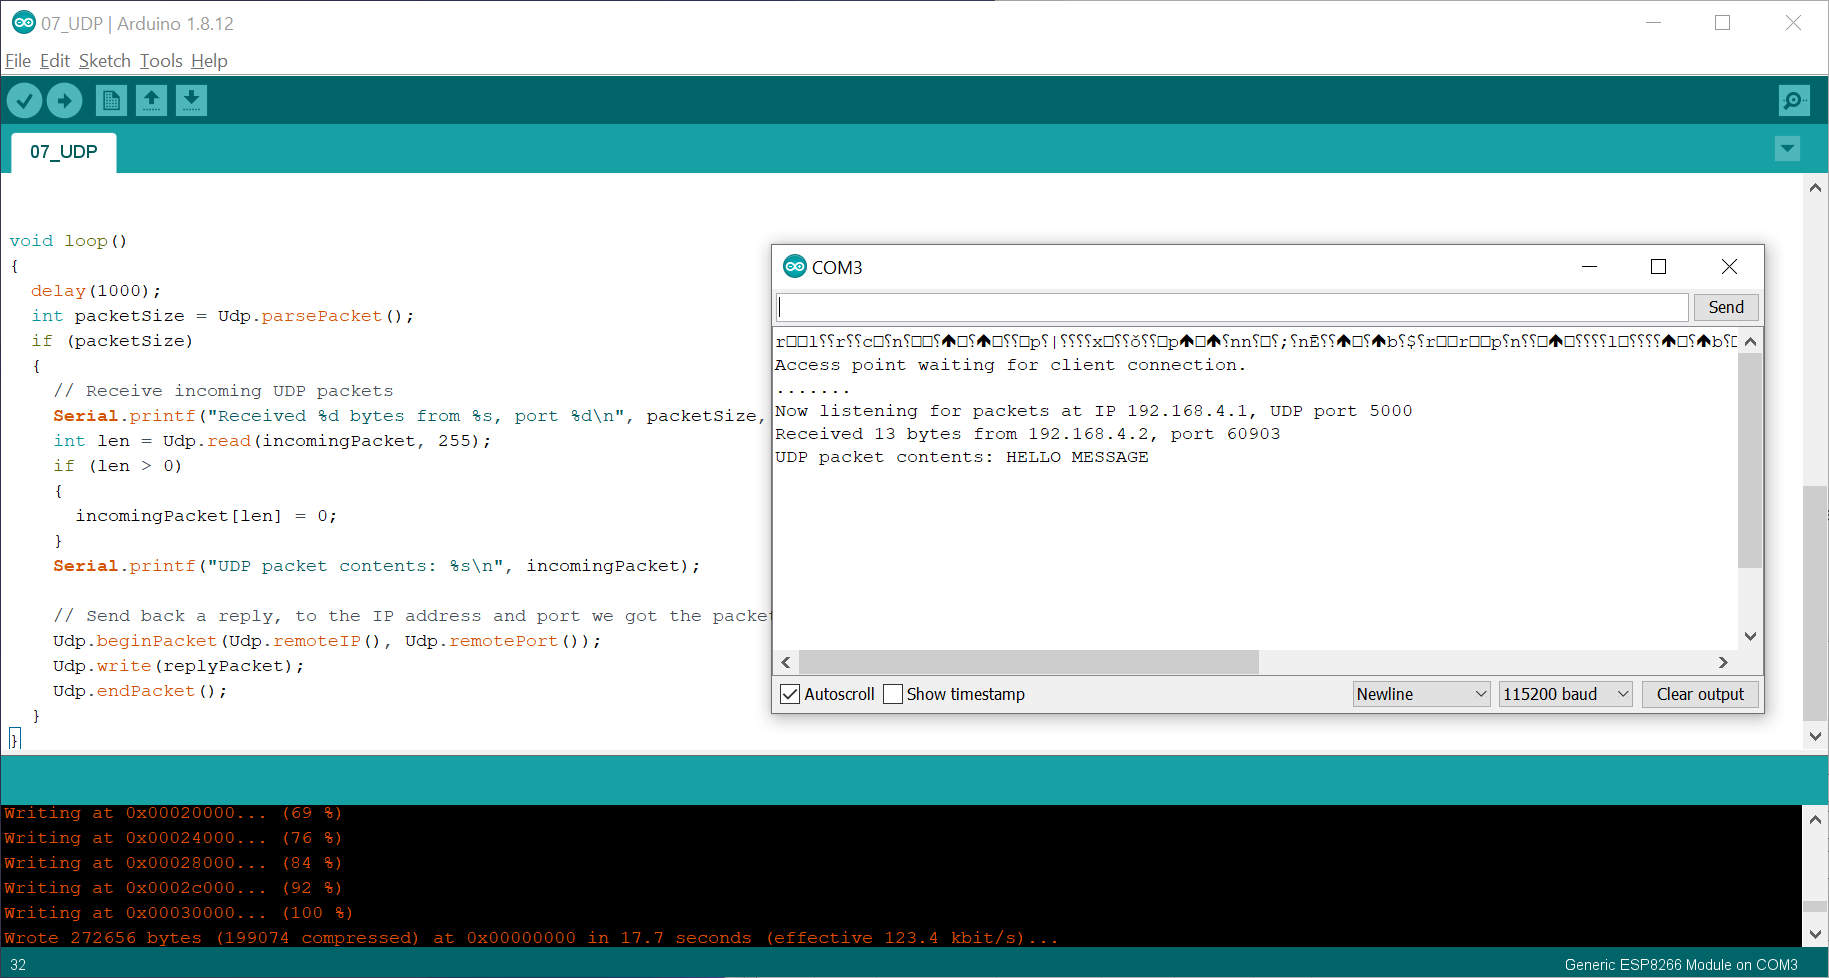 07_UDP | Arduino 1.8.12
File Edit Sketch Tools Help
07_UDP
void loop()
{
  delay(1000);
  int packetSize = Udp.parsePacket();
  if (packetSize)
  {
    // Receive incoming UDP packets
    Serial.printf("Received %d bytes from %s, port %d\n", packetSize,
    int len = Udp.read(incomingPacket, 255);
    if (len > 0)
    {
      incomingPacket[len] = 0;
    }
    Serial.printf("UDP packet contents: %s\n", incomingPacket);
    // Send back a reply, to the IP address and port we got the packet
    Udp.beginPacket(Udp.remoteIP(), Udp.remotePort());
    Udp.write(replyPacket);
    Udp.endPacket();
  }
}
COM3
Send
Access point waiting for client connection.
.......
Now listening for packets at IP 192.168.4.1, UDP port 5000
Received 13 bytes from 192.168.4.2, port 60903
UDP packet contents: HELLO MESSAGE
Autoscroll Show timestamp Newline 115200 baud Clear output
Writing at 0x00020000... (69 %)
Writing at 0x00024000... (76 %)
Writing at 0x00028000... (84 %)
Writing at 0x0002c000... (92 %)
Writing at 0x00030000... (100 %)
Wrote 272656 bytes (199074 compressed) at 0x00000000 in 17.7 seconds (effective 123.4 kbit/s)...
32 Generic ESP8266 Module on COM3